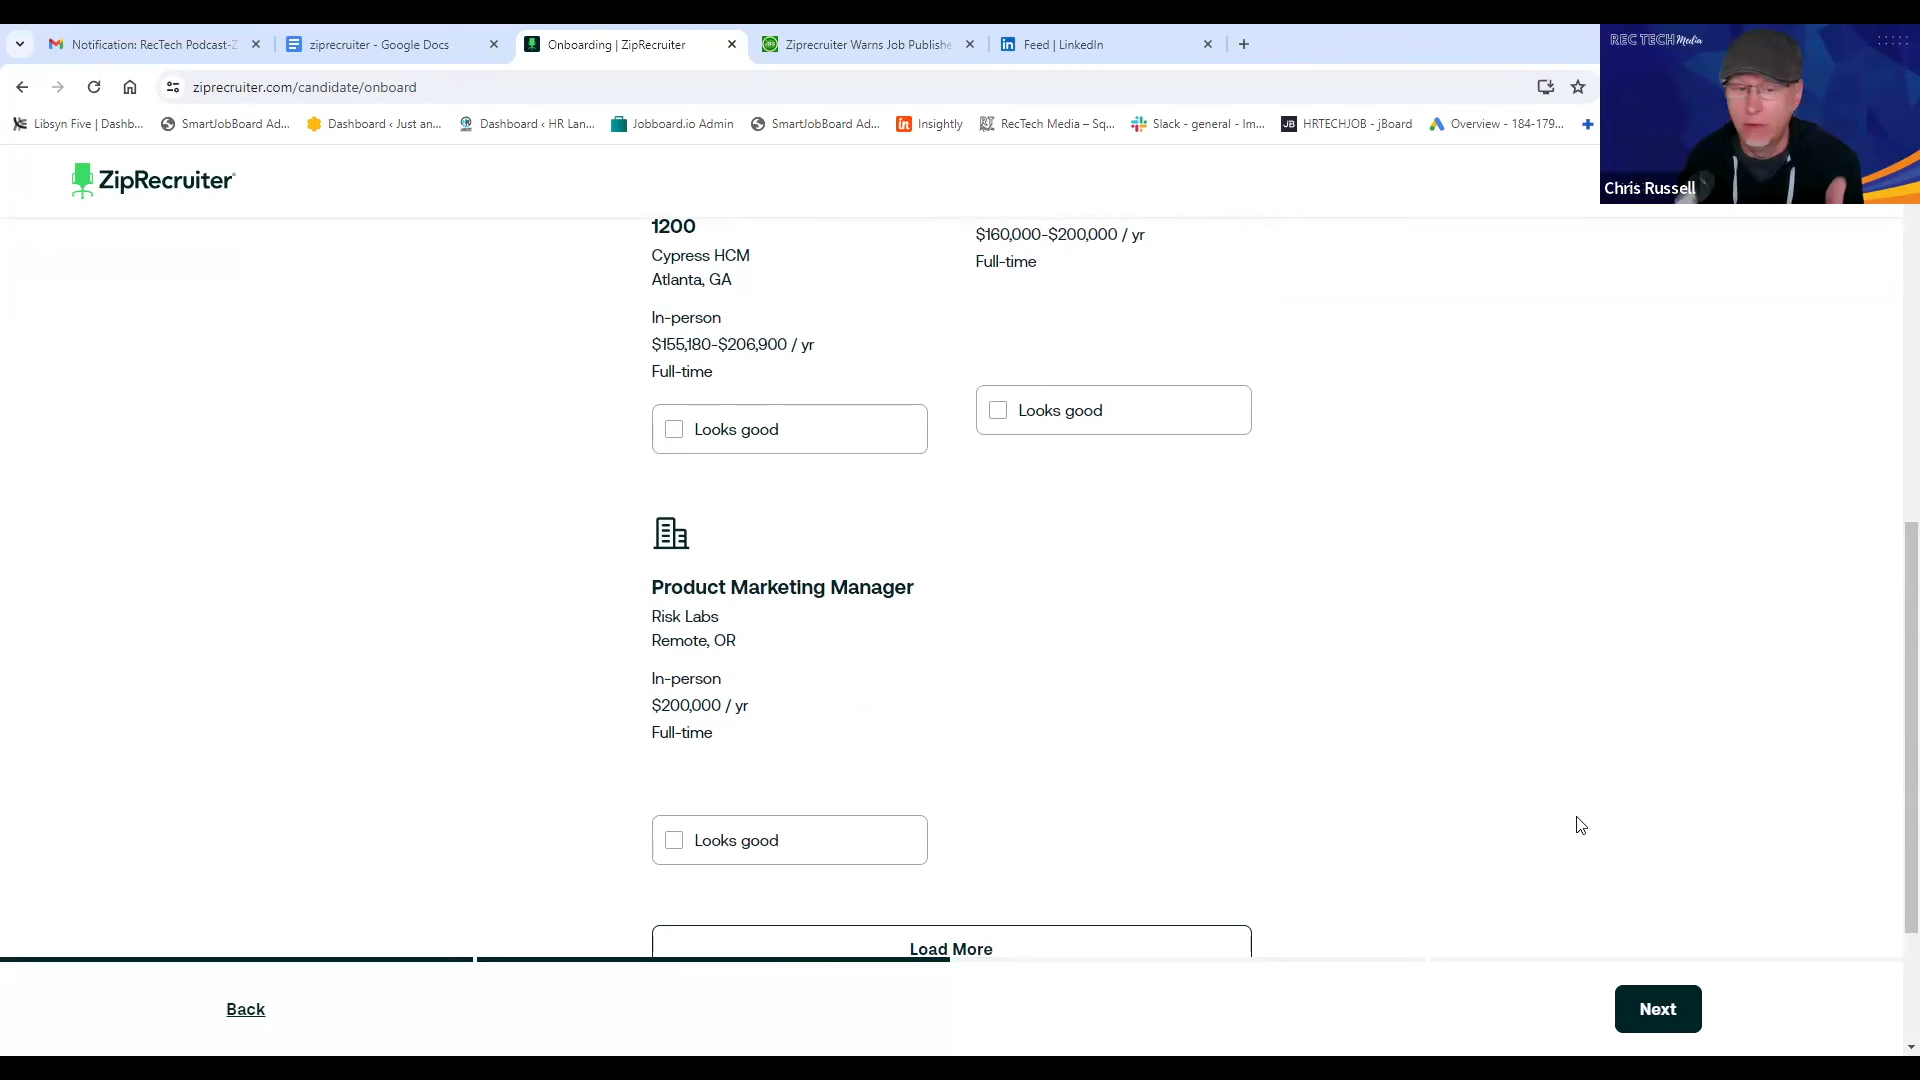 Notification: RecTech Podcast-Z
ziprecruiter - Google Docs
Onboarding | ZipRecruiter
Ziprecruiter Warns Job Publishe
Feed | LinkedIn
REC TECH Media
ziprecruiter.com/candidate/onboard
Libsyn Five | Dashb...
SmartJobBoard Ad...
Dashboard ‹ Just an...
Dashboard ‹ HR Lan...
Jobboard.io Admin
SmartJobBoard Ad...
Insightly
RecTech Media – Sq...
Slack - general - Im...
JB HRTECHJOB - jBoard
Overview - 184-179...
Chris Russell
ZipRecruiter
1200
Cypress HCM
Atlanta, GA
In-person
$155,180-$206,900 / yr
Full-time
Looks good
$160,000-$200,000 / yr
Full-time
Looks good
Product Marketing Manager
Risk Labs
Remote, OR
In-person
$200,000 / yr
Full-time
Looks good
Load More
Back
Next